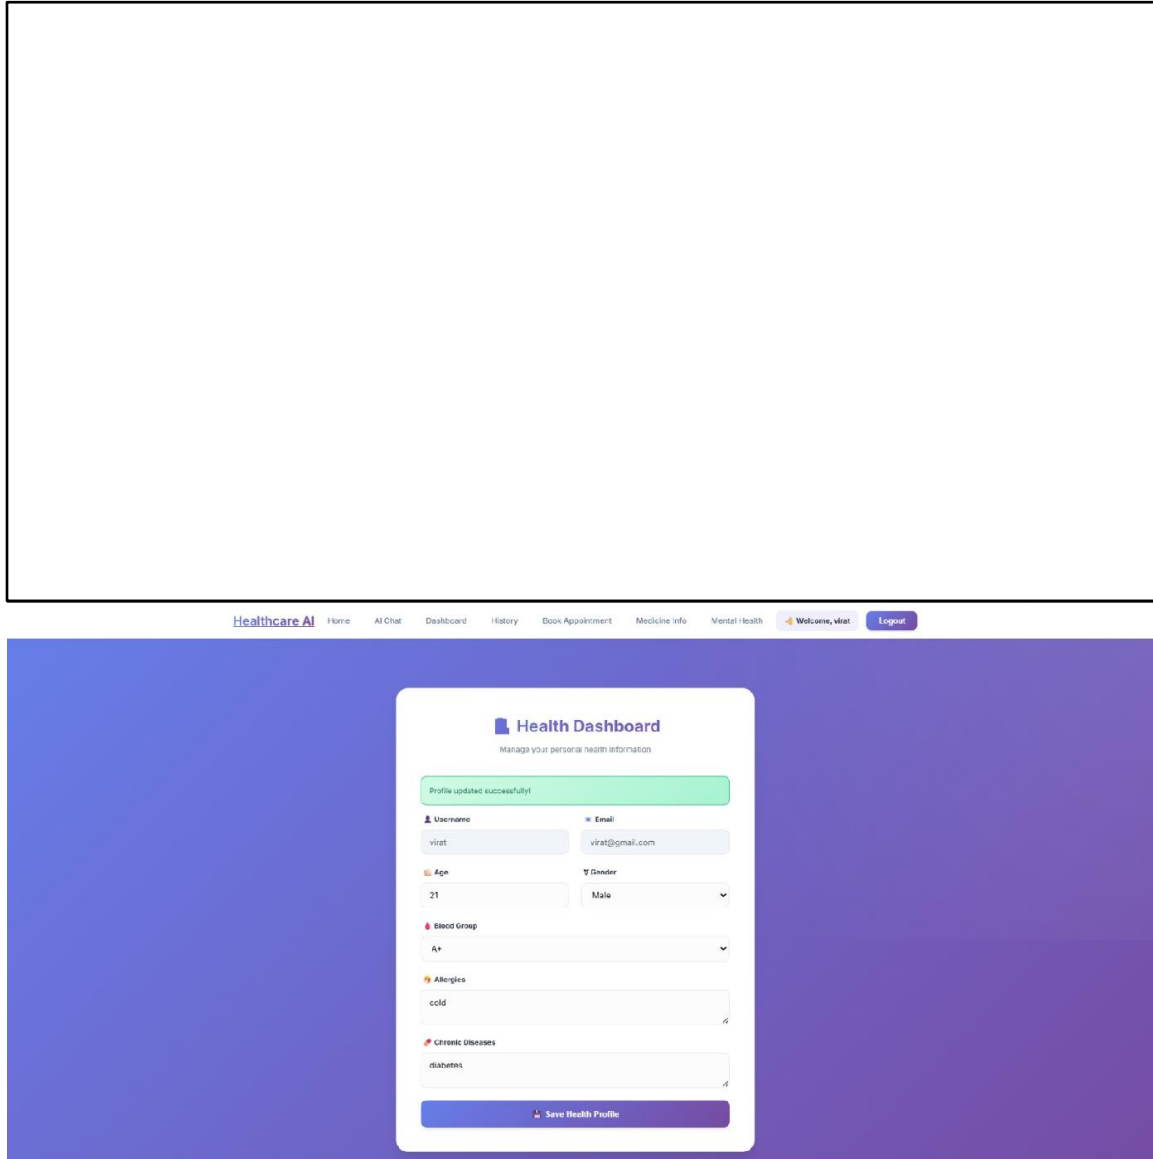 Healthcare AI Home AI Chat Dashboard History Book Appointment Medicine Info Mental Health Welcome, virat Logout
Health Dashboard
Manage your personal health information
Profile updated successfully!
Username Email
virat virat@gmail.com
Age Gender
21 Male
Blood Group
A+
Allergies
cold
Chronic Diseases
diabetes
Save Health Profile